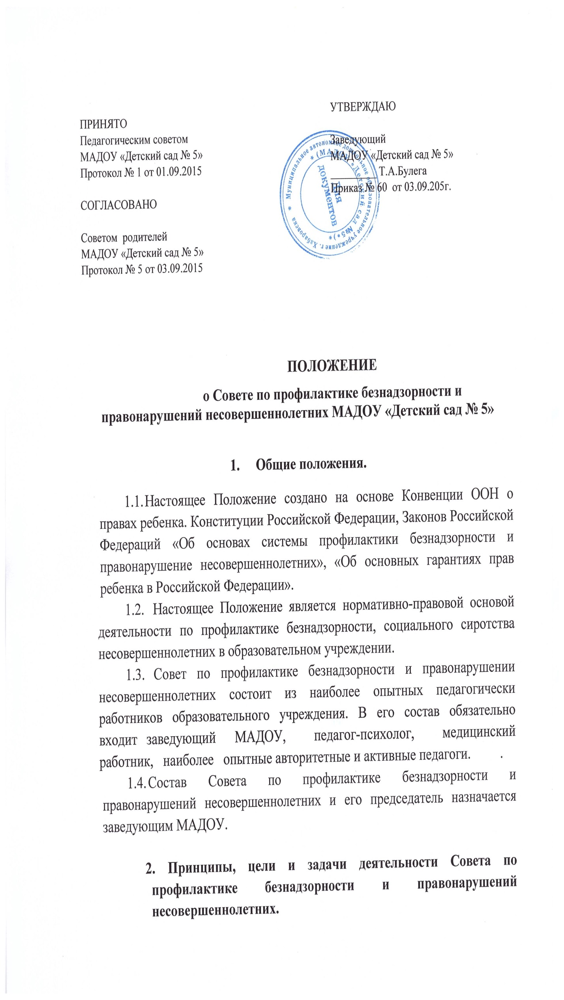 ПРИНЯТО
Педагогическим советом
МАДОУ «Детский сад № 5»
Протокол № 1 от 01.09.2015
СОГЛАСОВАНО
Советом родителей
МАДОУ «Детский сад № 5»
Протокол № 5 от 03.09.2015
УТВЕРЖДАЮ
Заведующий
МАДОУ «Детский сад № 5»
________ Т.А.Булега
Приказ № 60 от 03.09.205г.
* Муниципальное автономное дошкольное образовательное учреждение г. Хабаровска
* (МАДОУ «Детский сад №5») *
Для
документов
ПОЛОЖЕНИЕ
о Совете по профилактике безнадзорности и
правонарушений несовершеннолетних МАДОУ «Детский сад № 5»
1. Общие положения.
1.1. Настоящее Положение создано на основе Конвенции ООН о
правах ребенка. Конституции Российской Федерации, Законов Российской
Федераций «Об основах системы профилактики безнадзорности и
правонарушение несовершеннолетних», «Об основных гарантиях прав
ребенка в Российской Федерации».
1.2. Настоящее Положение является нормативно-правовой основой
деятельности по профилактике безнадзорности, социального сиротства
несовершеннолетних в образовательном учреждении.
1.3. Совет по профилактике безнадзорности и правонарушении
несовершеннолетних состоит из наиболее опытных педагогически
работников образовательного учреждения. В его состав обязательно
входит заведующий МАДОУ, педагог-психолог, медицинский
работник, наиболее опытные авторитетные и активные педагоги. .
1.4. Состав Совета по профилактике безнадзорности и
правонарушений несовершеннолетних и его председатель назначается
заведующим МАДОУ.
2. Принципы, цели и задачи деятельности Совета по
профилактике безнадзорности и правонарушений
несовершеннолетних.